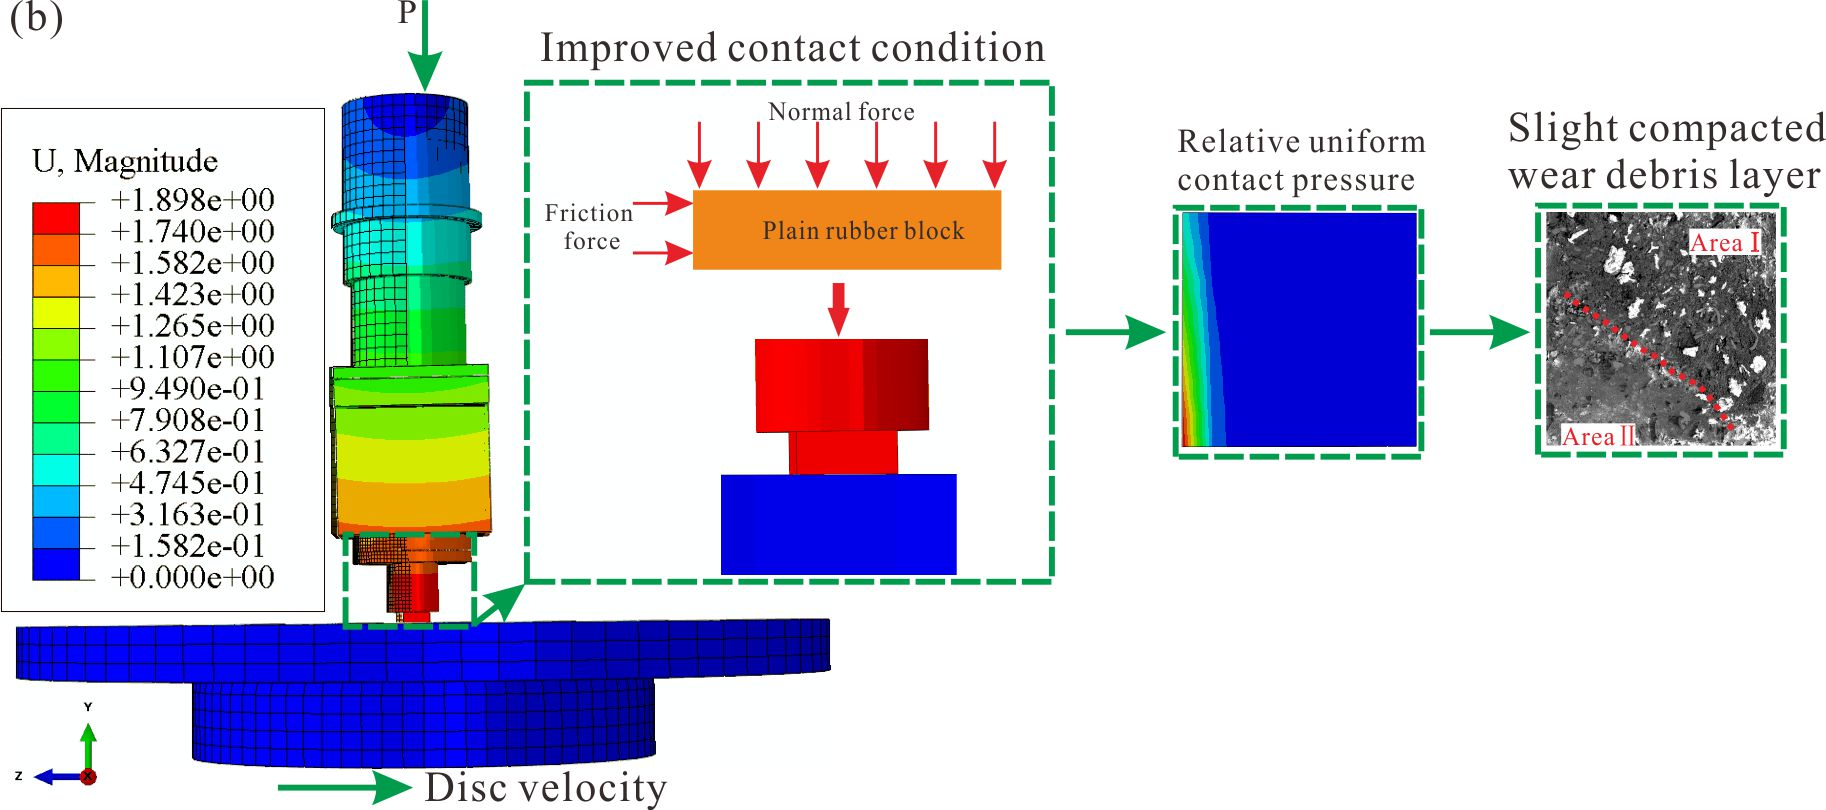 (b)
P
Improved contact condition
Normal force
Friction
force
Plain rubber block
Relative uniform
contact pressure
Slight compacted
wear debris layer
Area Ⅰ
Area Ⅱ
U, Magnitude
+1.898e+00
+1.740e+00
+1.582e+00
+1.423e+00
+1.265e+00
+1.107e+00
+9.490e-01
+7.908e-01
+6.327e-01
+4.745e-01
+3.163e-01
+1.582e-01
+0.000e+00
Y
Z
X
Disc velocity